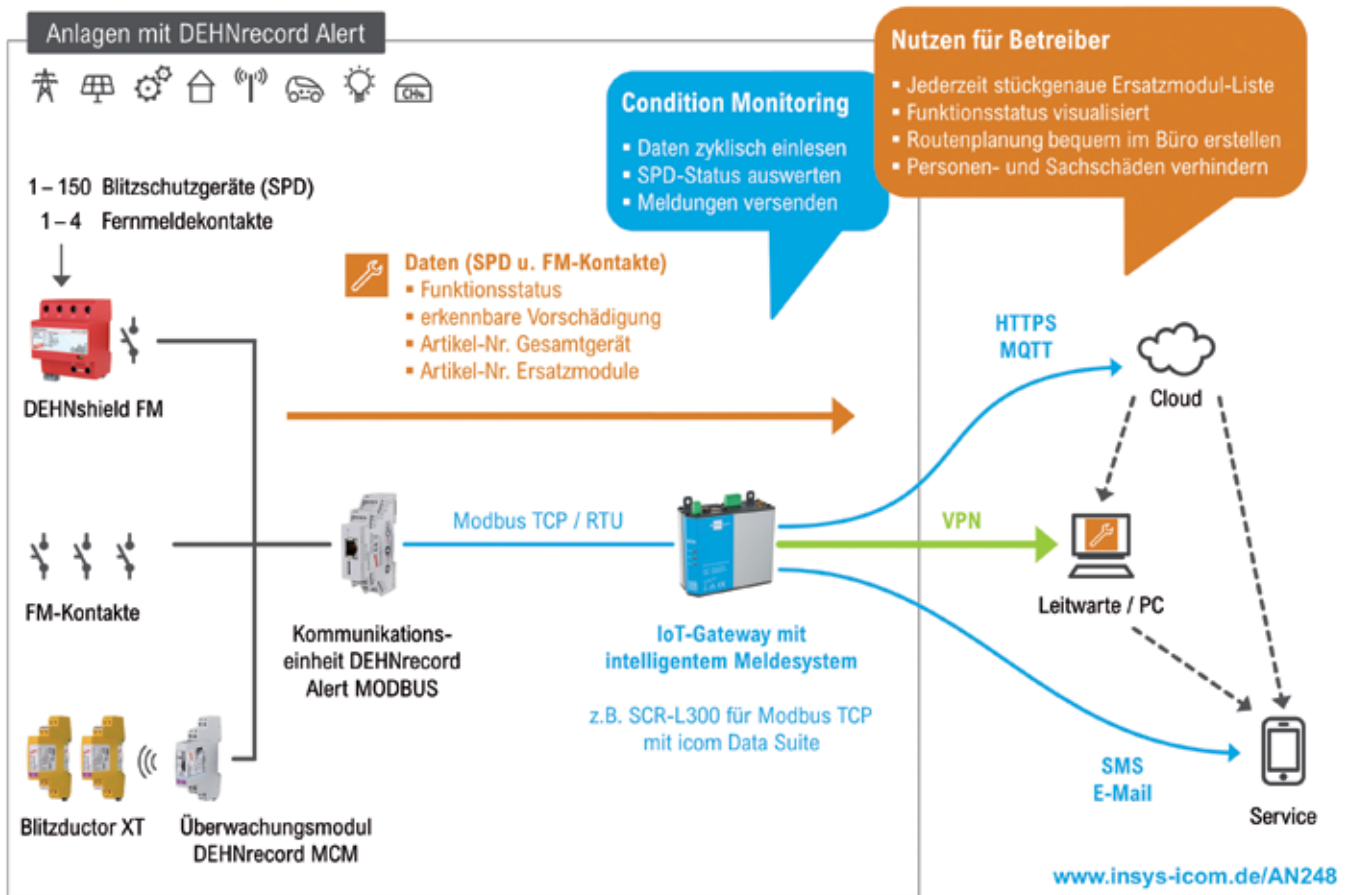 Anlagen mit DEHNrecord Alert
CH₄
1 – 150 Blitzschutzgeräte (SPD)
1 – 4 Fernmeldekontakte
DEHNshield FM
FM-Kontakte
Blitzductor XT
Überwachungsmodul
DEHNrecord MCM
Kommunikations-
einheit DEHNrecord
Alert MODBUS
Daten (SPD u. FM-Kontakte)
▪ Funktionsstatus
▪ erkennbare Vorschädigung
▪ Artikel-Nr. Gesamtgerät
▪ Artikel-Nr. Ersatzmodule
Modbus TCP / RTU
Condition Monitoring
▪ Daten zyklisch einlesen
▪ SPD-Status auswerten
▪ Meldungen versenden
IoT-Gateway mit
intelligentem Meldesystem
z.B. SCR-L300 für Modbus TCP
mit icom Data Suite
Nutzen für Betreiber
▪ Jederzeit stückgenaue Ersatzmodul-Liste
▪ Funktionsstatus visualisiert
▪ Routenplanung bequem im Büro erstellen
▪ Personen- und Sachschäden verhindern
HTTPS
MQTT
Cloud
VPN
Leitwarte / PC
SMS
E-Mail
Service
www.insys-icom.de/AN248